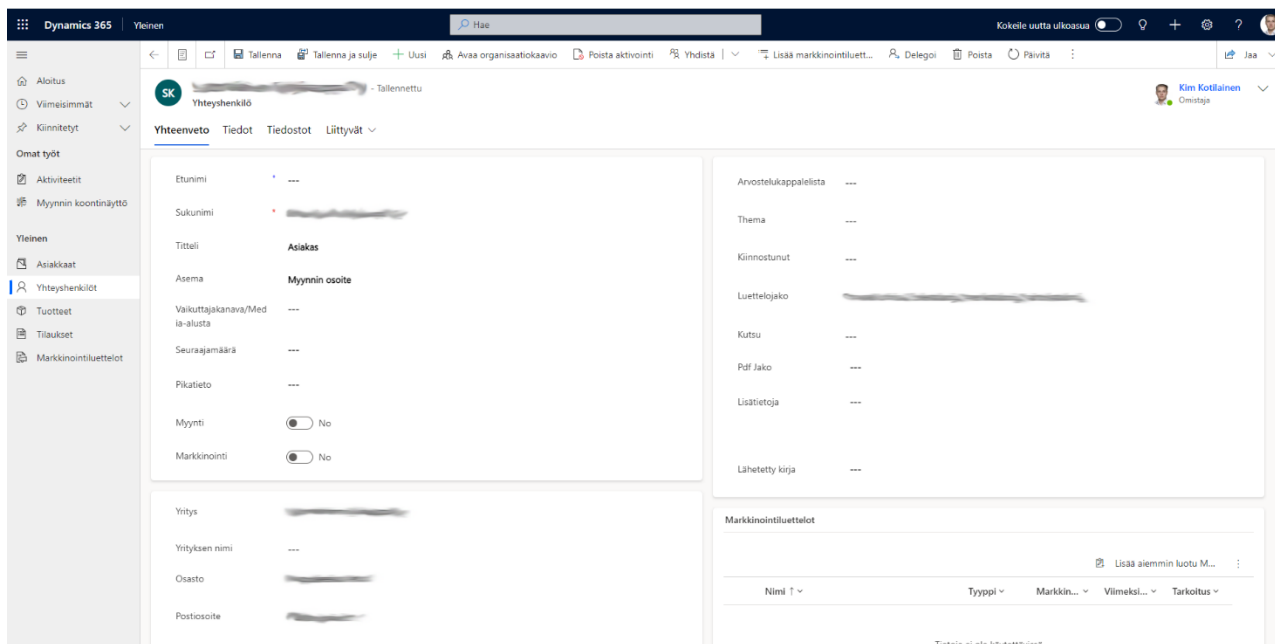 Dynamics 365 Yleinen Hae Kokeile uutta ulkoasua ?
Tallenna Tallenna ja sulje Uusi Avaa organisaatiokaavio Poista aktivointi Yhdistä Lisää markkinointiluett... Delegoi Poista Päivitä Jaa
Aloitus
Viimeisimmät
Kiinnitetyt
Omat työt
Aktiviteetit
Myynnin koontinäyttö
Yleinen
Asiakkaat
Yhteyshenkilöt
Tuotteet
Tilaukset
Markkinointiluettelot
SK - Tallennettu
Yhteyshenkilö
Kim Kotilainen
Omistaja
Yhteenveto Tiedot Tiedostot Liittyvät
Etunimi * ---
Sukunimi *
Titteli Asiakas
Asema Myynnin osoite
Vaikuttajakanava/Med
ia-alusta ---
Seuraajamäärä ---
Pikatieto ---
Myynti No
Markkinointi No
Yritys
Yrityksen nimi ---
Osasto
Postiosoite
Arvostelukappalelista ---
Thema ---
Kiinnostunut ---
Luettelojako
Kutsu ---
Pdf Jako ---
Lisätietoja ---
Lähetetty kirja ---
Markkinointiluettelot
Lisää aiemmin luotu M...
Nimi ↑ Tyyppi Markkin... Viimeksi... Tarkoitus